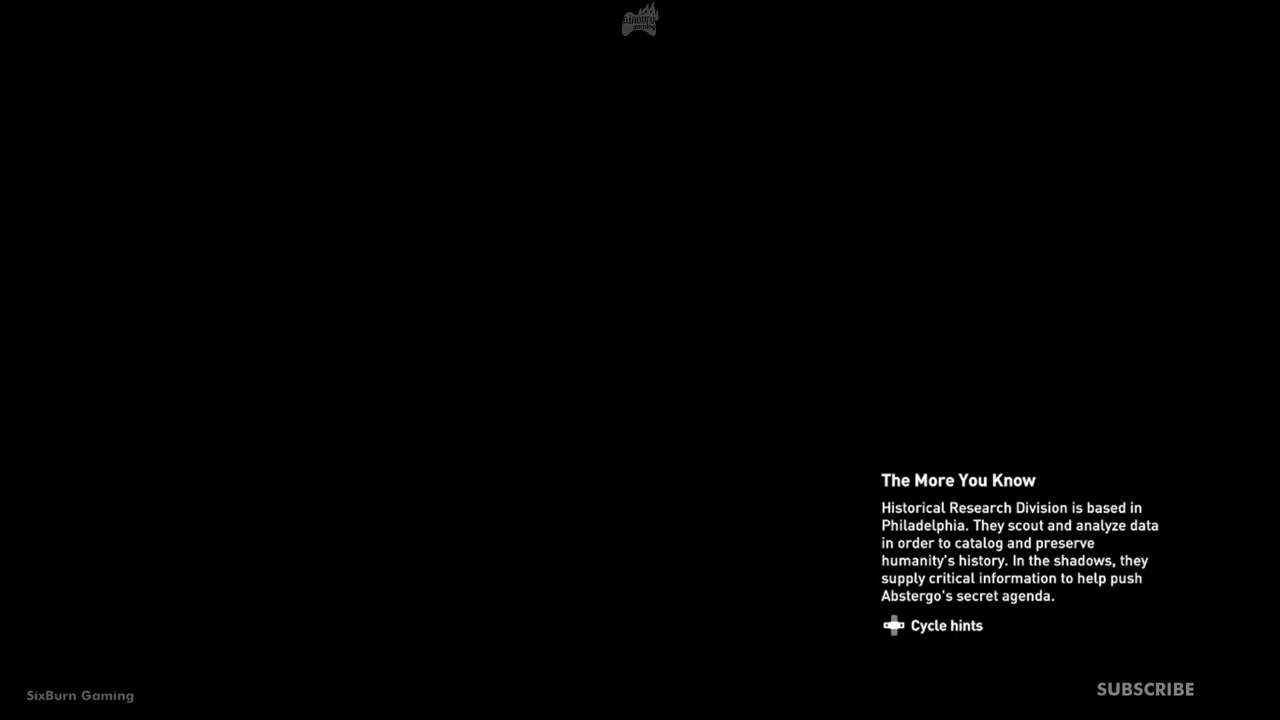 The More You Know
Historical Research Division is based in
Philadelphia. They scout and analyze data
in order to catalog and preserve
humanity's history. In the shadows, they
supply critical information to help push
Abstergo's secret agenda.
Cycle hints
SixBurn Gaming
SUBSCRIBE